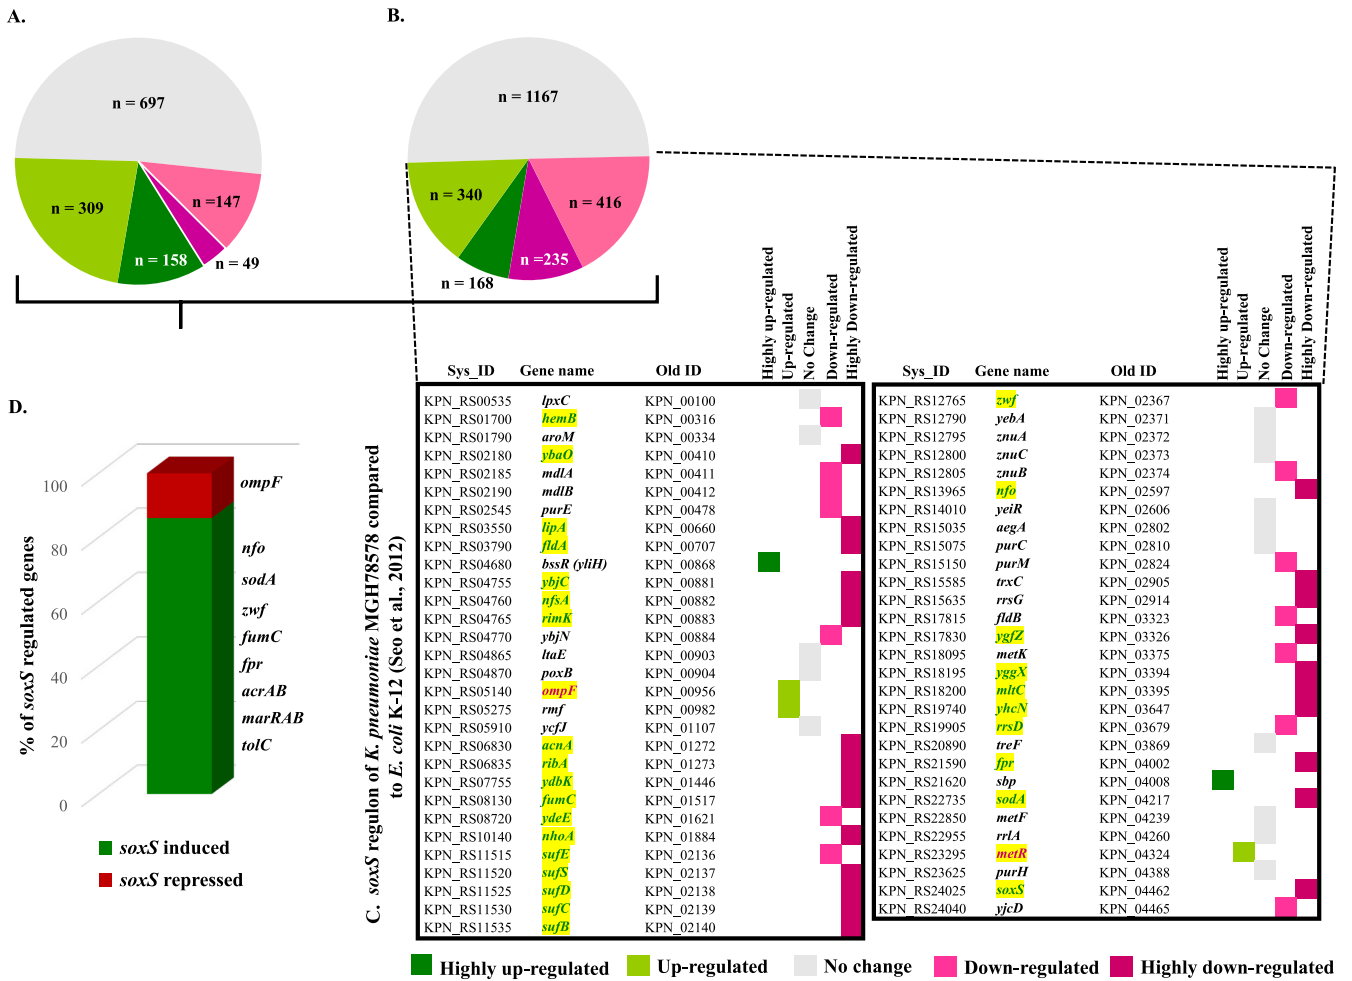 A.
B.
n = 697
n = 309
n = 158
n = 49
n =147
n = 1167
n = 340
n = 168
n =235
n = 416
D.
% of soxS regulated genes
100
80
60
40
20
0
ompF
nfo
sodA
zwf
fumC
fpr
acrAB
marRAB
tolC
soxS induced
soxS repressed
C. soxS regulon of K. pneumoniae MGH78578 compared
to E. coli K-12 (Seo et al., 2012)
Sys_ID Gene name Old ID Highly up-regulated Up-regulated No Change Down-regulated Highly Down-regulated
KPN_RS00535 lpxC KPN_00100
KPN_RS01700 hemB KPN_00316
KPN_RS01790 aroM KPN_00334
KPN_RS02180 ybaO KPN_00410
KPN_RS02185 mdlA KPN_00411
KPN_RS02190 mdlB KPN_00412
KPN_RS02545 purE KPN_00478
KPN_RS03550 lipA KPN_00660
KPN_RS03790 fldA KPN_00707
KPN_RS04680 bssR (yliH) KPN_00868
KPN_RS04755 ybjC KPN_00881
KPN_RS04760 nfsA KPN_00882
KPN_RS04765 rimK KPN_00883
KPN_RS04770 ybjN KPN_00884
KPN_RS04865 ltaE KPN_00903
KPN_RS04870 poxB KPN_00904
KPN_RS05140 ompF KPN_00956
KPN_RS05275 rmf KPN_00982
KPN_RS05910 ycfJ KPN_01107
KPN_RS06830 acnA KPN_01272
KPN_RS06835 ribA KPN_01273
KPN_RS07755 ydbK KPN_01446
KPN_RS08130 fumC KPN_01517
KPN_RS08720 ydeE KPN_01621
KPN_RS10140 nhoA KPN_01884
KPN_RS11515 sufE KPN_02136
KPN_RS11520 sufS KPN_02137
KPN_RS11525 sufD KPN_02138
KPN_RS11530 sufC KPN_02139
KPN_RS11535 sufB KPN_02140
Sys_ID Gene name Old ID Highly up-regulated Up-regulated No Change Down-regulated Highly Down-regulated
KPN_RS12765 zwf KPN_02367
KPN_RS12790 yebA KPN_02371
KPN_RS12795 znuA KPN_02372
KPN_RS12800 znuC KPN_02373
KPN_RS12805 znuB KPN_02374
KPN_RS13965 nfo KPN_02597
KPN_RS14010 yeiR KPN_02606
KPN_RS15035 aegA KPN_02802
KPN_RS15075 purC KPN_02810
KPN_RS15150 purM KPN_02824
KPN_RS15585 trxC KPN_02905
KPN_RS15635 rrsG KPN_02914
KPN_RS17815 fldB KPN_03323
KPN_RS17830 ygfZ KPN_03326
KPN_RS18095 metK KPN_03375
KPN_RS18195 yggX KPN_03394
KPN_RS18200 mltC KPN_03395
KPN_RS19740 yhcN KPN_03647
KPN_RS19905 rrsD KPN_03679
KPN_RS20890 treF KPN_03869
KPN_RS21590 fpr KPN_04002
KPN_RS21620 sbp KPN_04008
KPN_RS22735 sodA KPN_04217
KPN_RS22850 metF KPN_04239
KPN_RS22955 rrlA KPN_04260
KPN_RS23295 metR KPN_04324
KPN_RS23625 purH KPN_04388
KPN_RS24025 soxS KPN_04462
KPN_RS24040 yjcD KPN_04465
Highly up-regulated Up-regulated No change Down-regulated Highly down-regulated